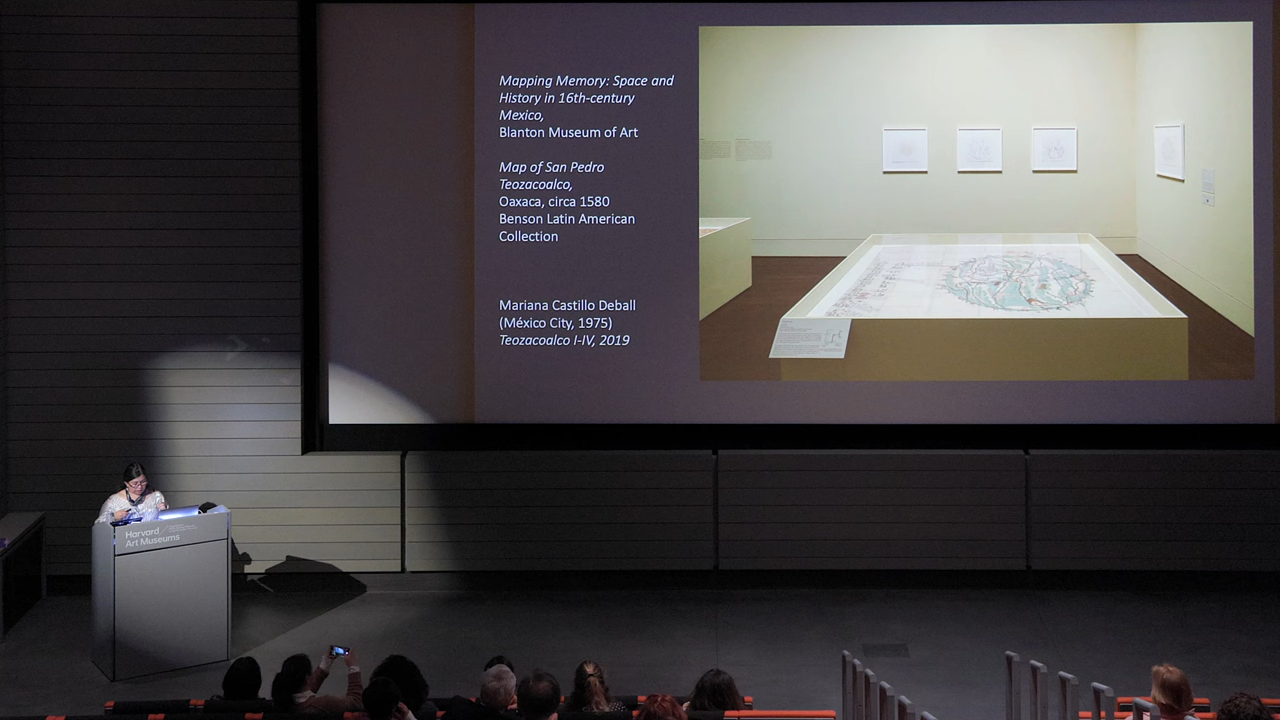 Mapping Memory: Space and
History in 16th-century
Mexico,
Blanton Museum of Art
Map of San Pedro
Teozacoalco,
Oaxaca, circa 1580
Benson Latin American
Collection
Mariana Castillo Deball
(México City, 1975)
Teozacoalco I-IV, 2019
Harvard
Art Museums